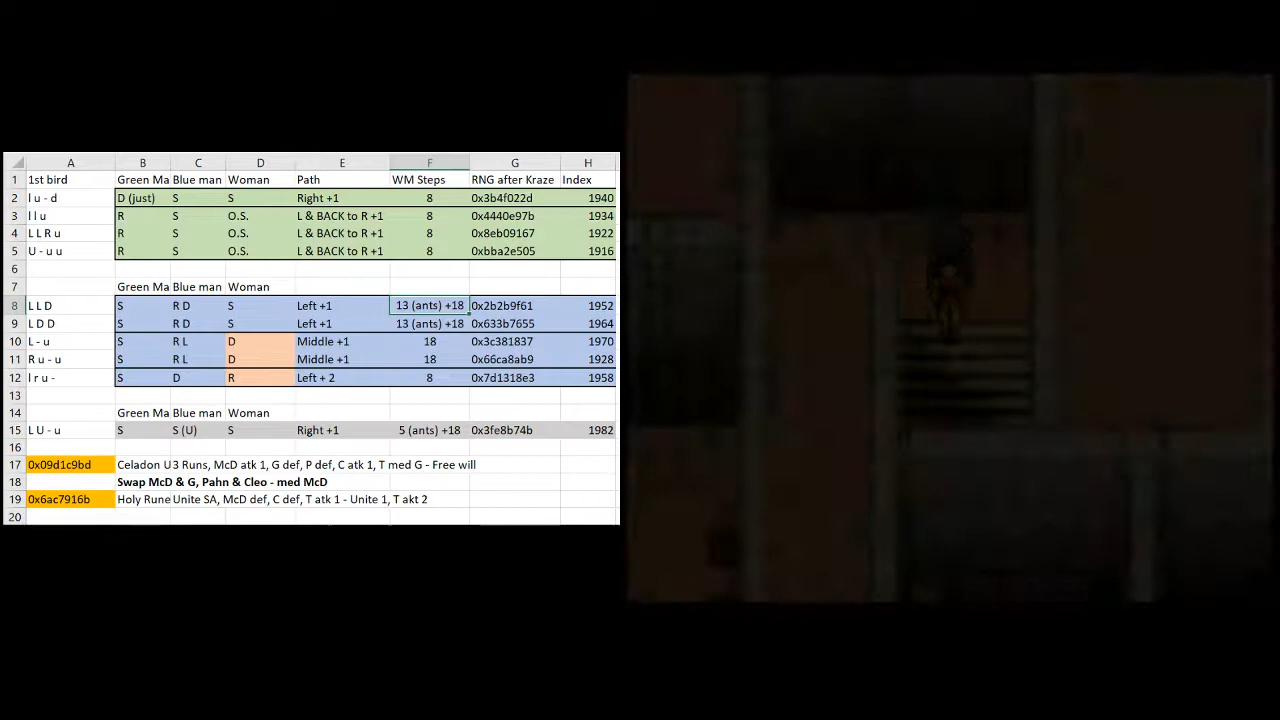 A B C D E F G H
1 1st bird Green Ma Blue man Woman Path WM Steps RNG after Kraze Index
2 l u - d D (just) S S Right +1 8 0x3b4f022d 1940
3 l l u R S O.S. L & BACK to R +1 8 0x4440e97b 1934
4 L L R u R S O.S. L & BACK to R +1 8 0x8eb09167 1922
5 U - u u R S O.S. L & BACK to R +1 8 0xbba2e505 1916
6
7 Green Ma Blue man Woman
8 L L D S R D S Left +1 13 (ants) +18 0x2b2b9f61 1952
9 L D D S R D S Left +1 13 (ants) +18 0x633b7655 1964
10 L - u S R L D Middle +1 18 0x3c381837 1970
11 R u - u S R L D Middle +1 18 0x66ca8ab9 1928
12 l r u - S D R Left + 2 8 0x7d1318e3 1958
13
14 Green Ma Blue man Woman
15 L U - u S S (U) S Right +1 5 (ants) +18 0x3fe8b74b 1982
16
17 0x09d1c9bd Celadon U 3 Runs, McD atk 1, G def, P def, C atk 1, T med G - Free will
18 Swap McD & G, Pahn & Cleo - med McD
19 0x6ac7916b Holy Rune Unite SA, McD def, C def, T atk 1 - Unite 1, T akt 2
20